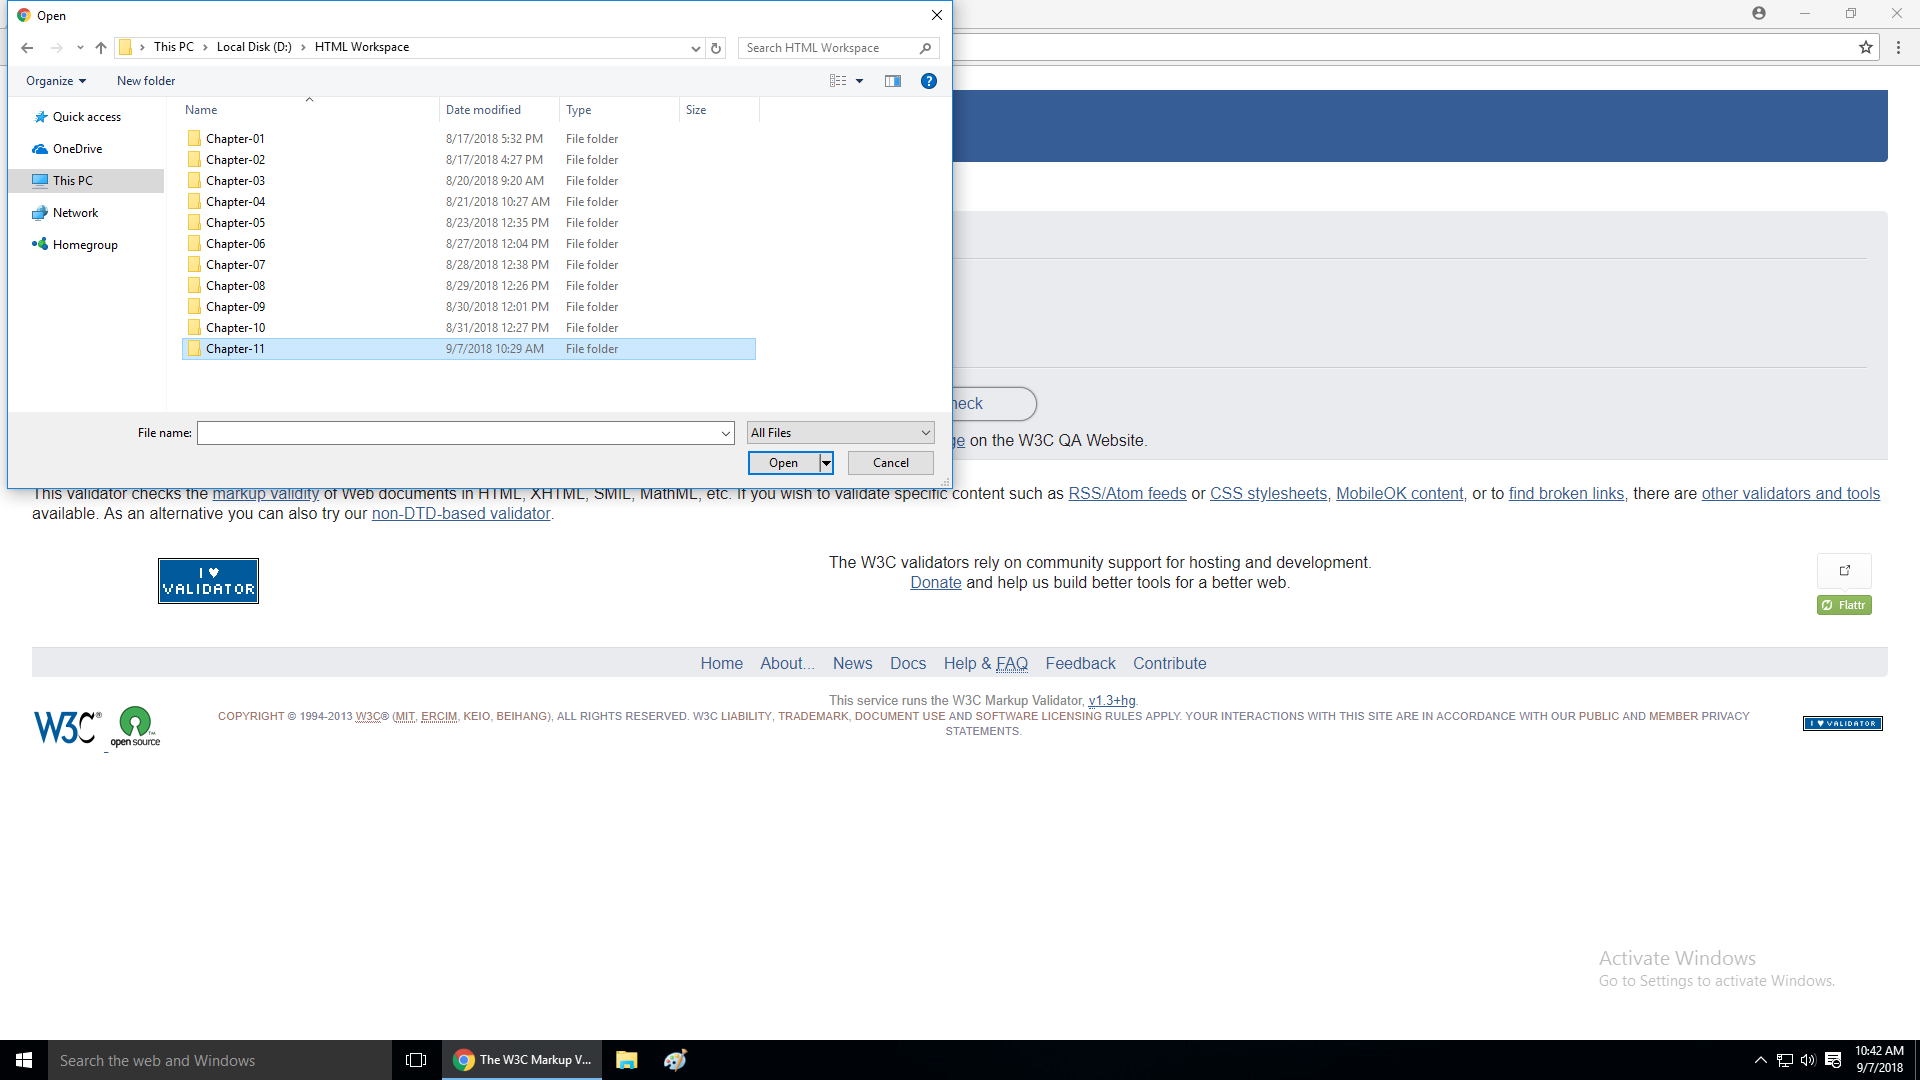 Open
This PC
Local Disk (D:)
HTML Workspace
Search HTML Workspace
Organize
New folder
Name
Date modified
Type
Size
Quick access
OneDrive
This PC
Network
Homegroup
Chapter-01 8/17/2018 5:32 PM File folder
Chapter-02 8/17/2018 4:27 PM File folder
Chapter-03 8/20/2018 9:20 AM File folder
Chapter-04 8/21/2018 10:27 AM File folder
Chapter-05 8/23/2018 12:35 PM File folder
Chapter-06 8/27/2018 12:04 PM File folder
Chapter-07 8/28/2018 12:38 PM File folder
Chapter-08 8/29/2018 12:26 PM File folder
Chapter-09 8/30/2018 12:01 PM File folder
Chapter-10 8/31/2018 12:27 PM File folder
Chapter-11 9/7/2018 10:29 AM File folder
File name:
All Files
Open
Cancel
on the W3C QA Website.
This validator checks the markup validity of Web documents in HTML, XHTML, SMIL, MathML, etc. If you wish to validate specific content such as RSS/Atom feeds or CSS stylesheets, MobileOK content, or to find broken links, there are other validators and tools
available. As an alternative you can also try our non-DTD-based validator.
I ♥
VALIDATOR
The W3C validators rely on community support for hosting and development.
Donate and help us build better tools for a better web.
Flattr
Home About... News Docs Help & FAQ Feedback Contribute
This service runs the W3C Markup Validator, v1.3+hg.
COPYRIGHT © 1994-2013 W3C® (MIT, ERCIM, KEIO, BEIHANG), ALL RIGHTS RESERVED. W3C LIABILITY, TRADEMARK, DOCUMENT USE AND SOFTWARE LICENSING RULES APPLY. YOUR INTERACTIONS WITH THIS SITE ARE IN ACCORDANCE WITH OUR PUBLIC AND MEMBER PRIVACY
STATEMENTS.
W3C®
open source
I ♥ VALIDATOR
Activate Windows
Go to Settings to activate Windows.
Search the web and Windows
The W3C Markup V...
10:42 AM
9/7/2018